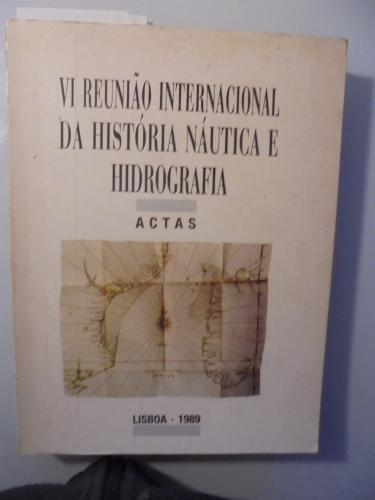 VI REUNIÃO INTERNACIONAL
DA HISTÓRIA NÁUTICA E
HIDROGRAFIA
ACTAS
LISBOA - 1989